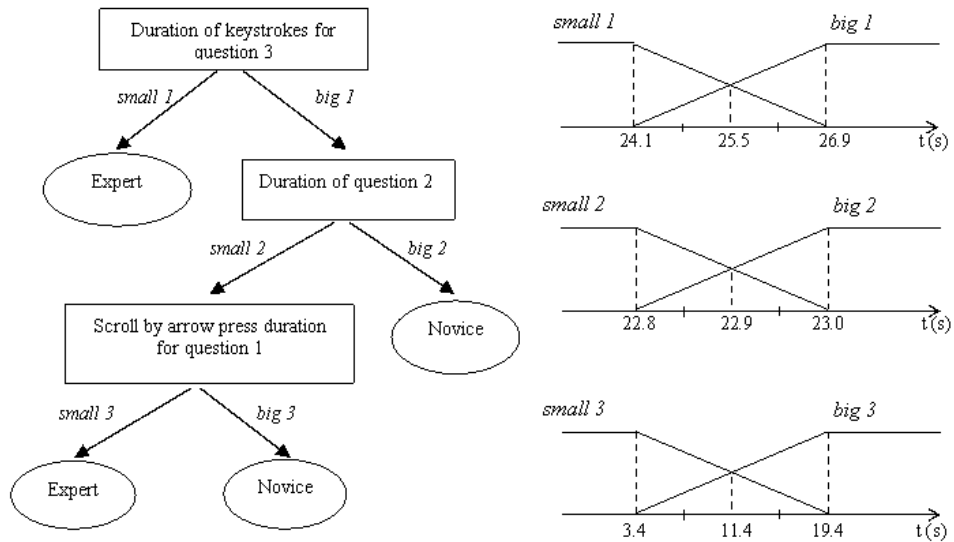 Duration of keystrokes for
question 3
small 1
big 1
Expert
Duration of question 2
small 2
big 2
Scroll by arrow press duration
for question 1
Novice
small 3
big 3
Expert
Novice
small 1
big 1
24.1
25.5
26.9
t(s)
small 2
big 2
22.8
22.9
23.0
t(s)
small 3
big 3
3.4
11.4
19.4
t(s)